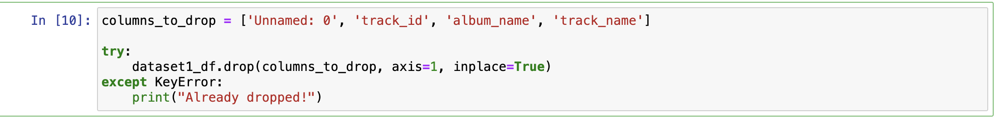 In [10]: columns_to_drop = ['Unnamed: 0', 'track_id', 'album_name', 'track_name']
try:
    dataset1_df.drop(columns_to_drop, axis=1, inplace=True)
except KeyError:
    print("Already dropped!")